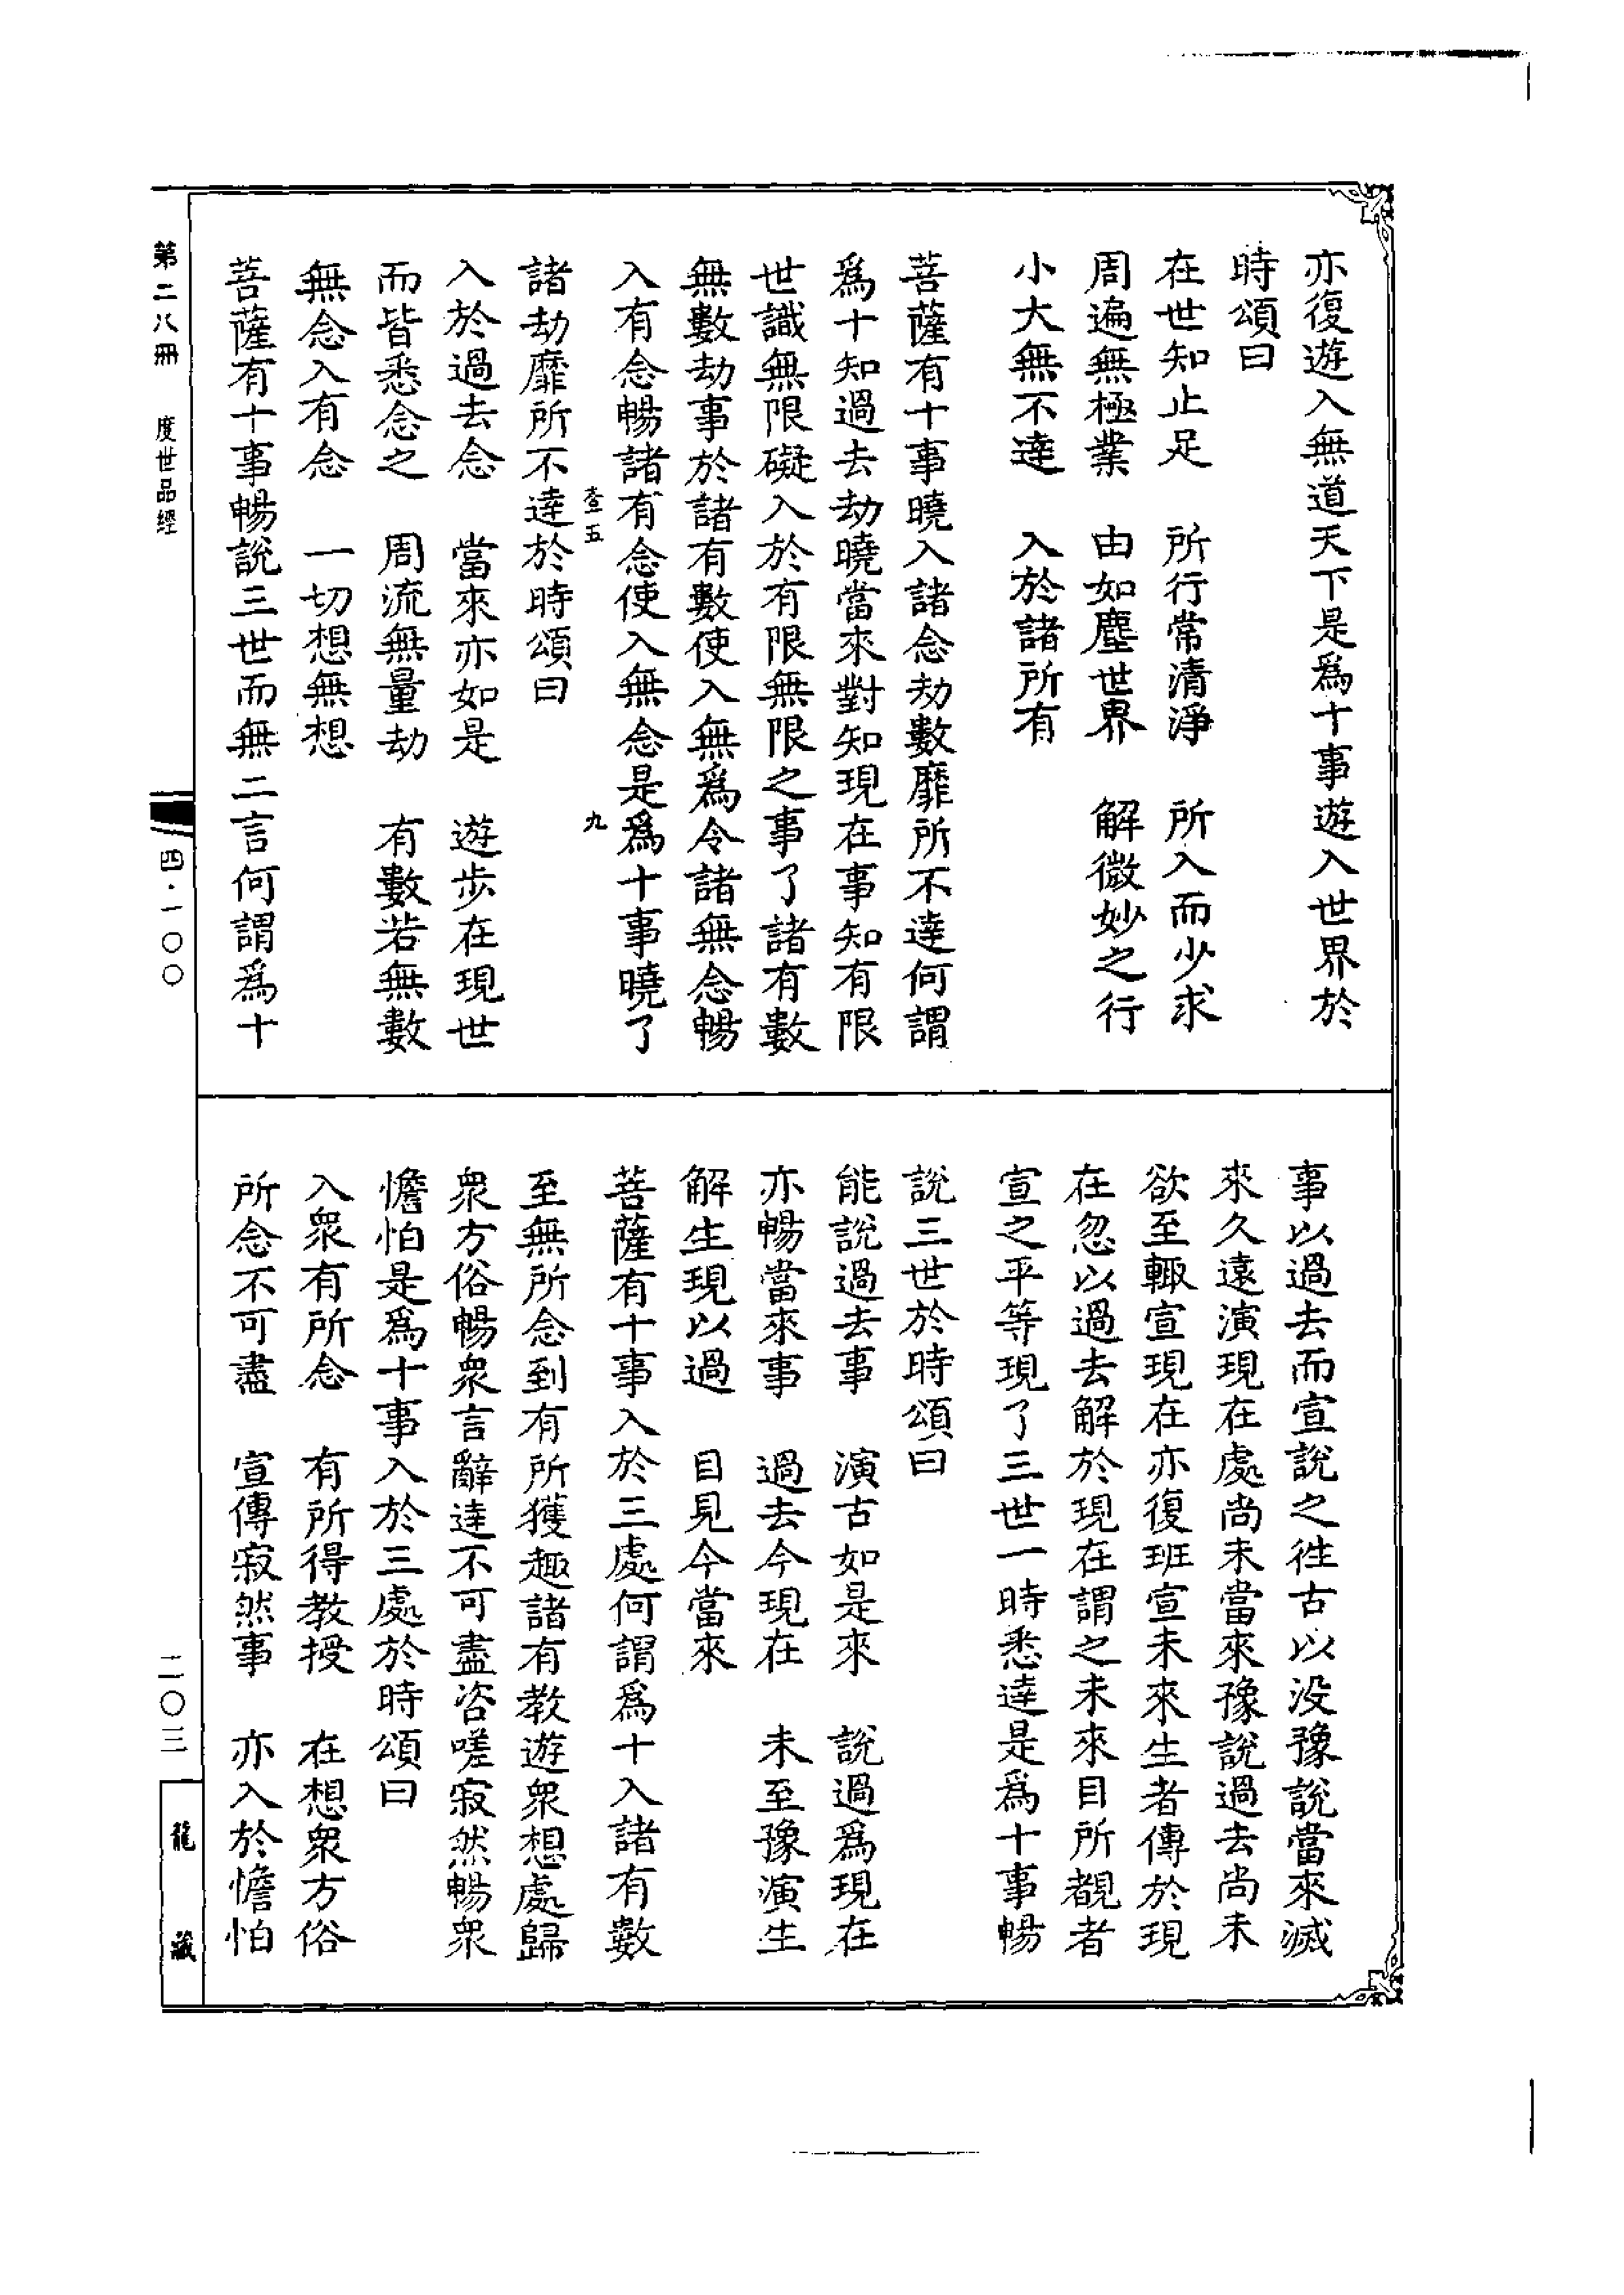 亦復遊入無道天下是爲十事遊入世界於
時頌曰
在世知止足　所行常清淨　所入而少求
周遍無極業　由如塵世界　解微妙之行
小大無不達　入於諸所有
菩薩有十事曉入諸念劫數靡所不達何謂
爲十知過去劫曉當來對知現在事知有限
世識無限礙入於有限無限之事了諸有數
無數劫事於諸有數使入無爲令諸無念暢
入有念暢諸有念使入無念是爲十事曉了
壹五　九
諸劫靡所不達於時頌曰
入於過去念　當來亦如是　遊步在現世
而皆悉念之　周流無量劫　有數若無數
無念入有念　一切想無想
菩薩有十事暢說三世而無二言何謂爲十
事以過去而宣說之往古以没豫說當來滅
來久遠演現在處尚未當來豫說過去尚未
欲至輙宣現在亦復班宣未來生者傳於現
在忽以過去解於現在謂之未來目所覩者
宣之平等現了三世一時悉達是爲十事暢
說三世於時頌曰
能說過去事　演古如是來　說過爲現在
亦暢當來事　過去今現在　未至豫演生
解生現以過　目見今當來
菩薩有十事入於三處何謂爲十入諸有數
至無所念到有所獲趣諸有教遊衆想處歸
衆方俗暢衆言辭達不可盡咨嗟寂然暢衆
憺怕是爲十事入於三處於時頌曰
入衆有所念　有所得教授　在想衆方俗
所念不可盡　宣傳寂然事　亦入於憺怕
第二八冊　度世品經
四·一〇〇
二〇三
龍藏